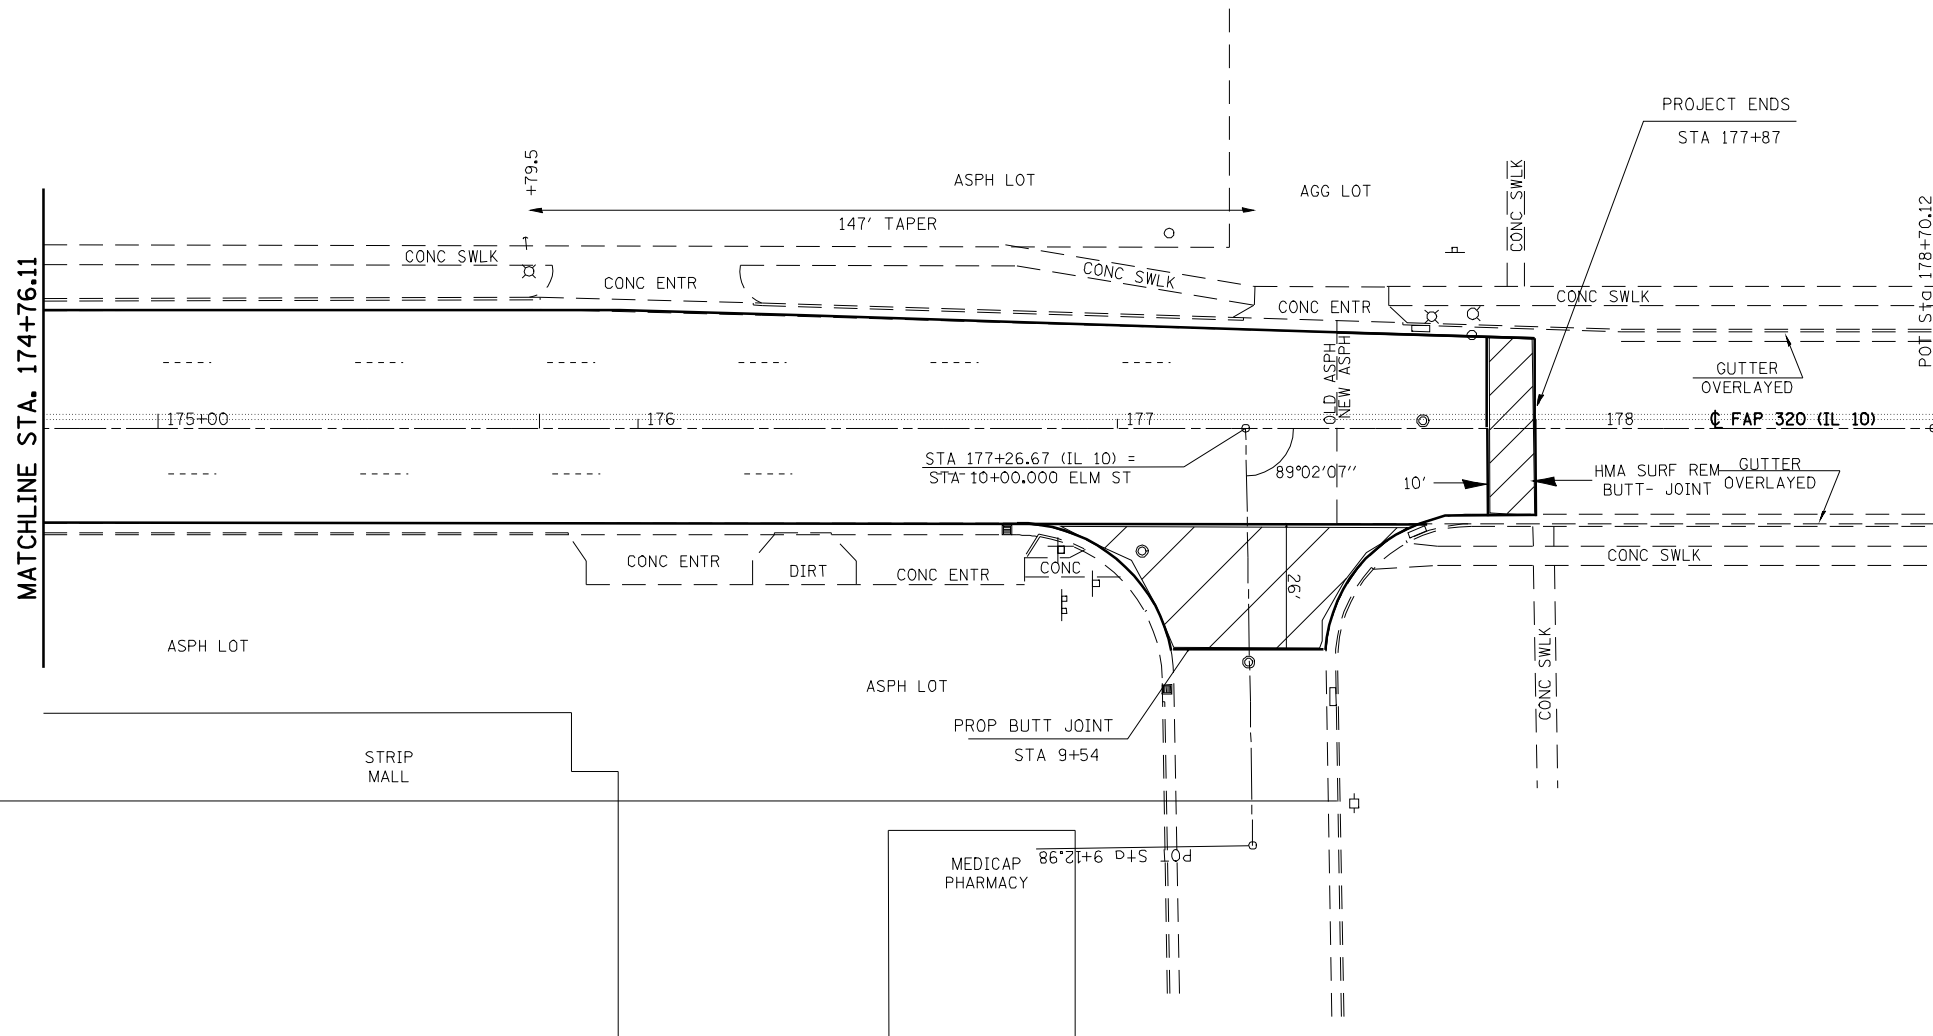 PROJECT ENDS
STA 177+87
+79.5
ASPH LOT
AGG LOT
CONC SWLK
147' TAPER
POT Sta 178+70.12
MATCHLINE STA. 174+76.11
CONC SWLK
CONC ENTR
CONC SWLK
CONC ENTR
CONC SWLK
OLD ASPH
NEW ASPH
GUTTER
OVERLAYED
175+00
176
177
178
℄ FAP 320 (IL 10)
STA 177+26.67 (IL 10) =
STA 10+00.000 ELM ST
89°02'07''
10'
HMA SURF REM
BUTT- JOINT
GUTTER
OVERLAYED
CONC ENTR
DIRT
CONC ENTR
CONC
26'
CONC SWLK
CONC SWLK
ASPH LOT
ASPH LOT
PROP BUTT JOINT
STA 9+54
STRIP
MALL
POT Sta 9+12.98
MEDICAP
PHARMACY